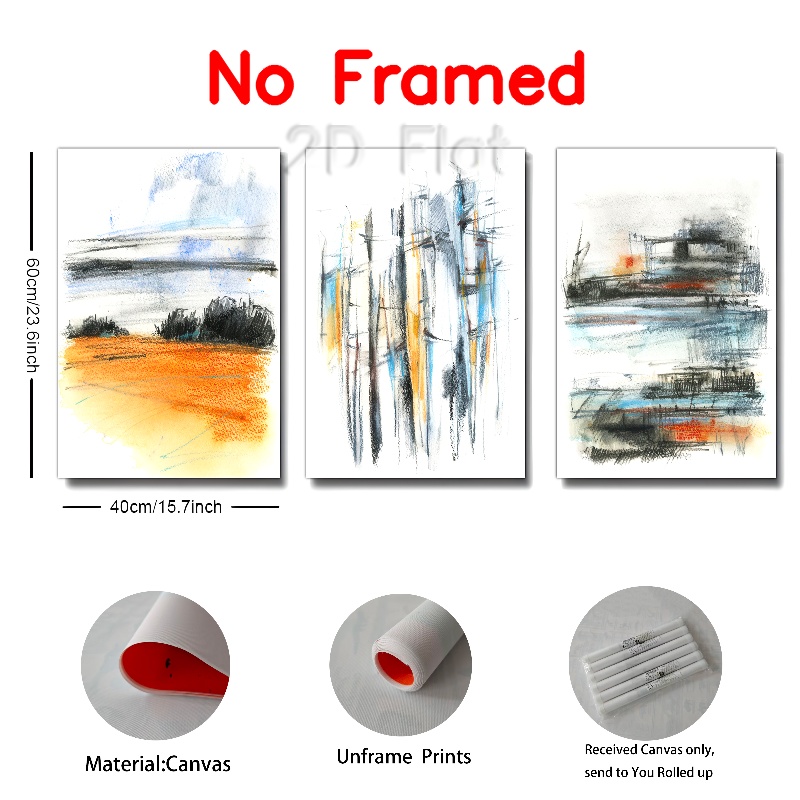 No Framed
2D Flat
60cm/23.6inch
40cm/15.7inch
Material:Canvas
Unframe Prints
Received Canvas only,
send to You Rolled up